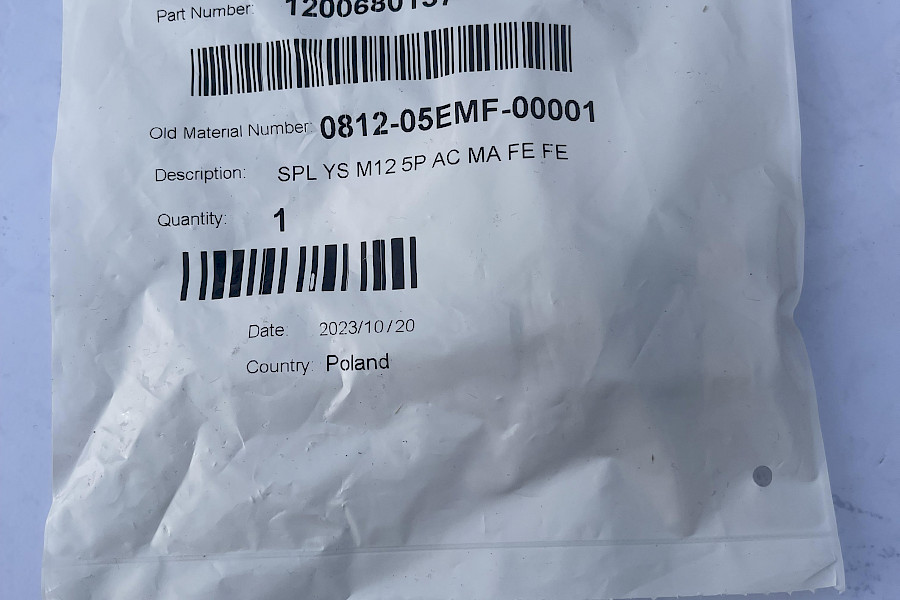 Part Number: 1200680157
Old Material Number: 0812-05EMF-00001
Description: SPL YS M12 5P AC MA FE FE
Quantity: 1
Date: 2023/10/20
Country: Poland